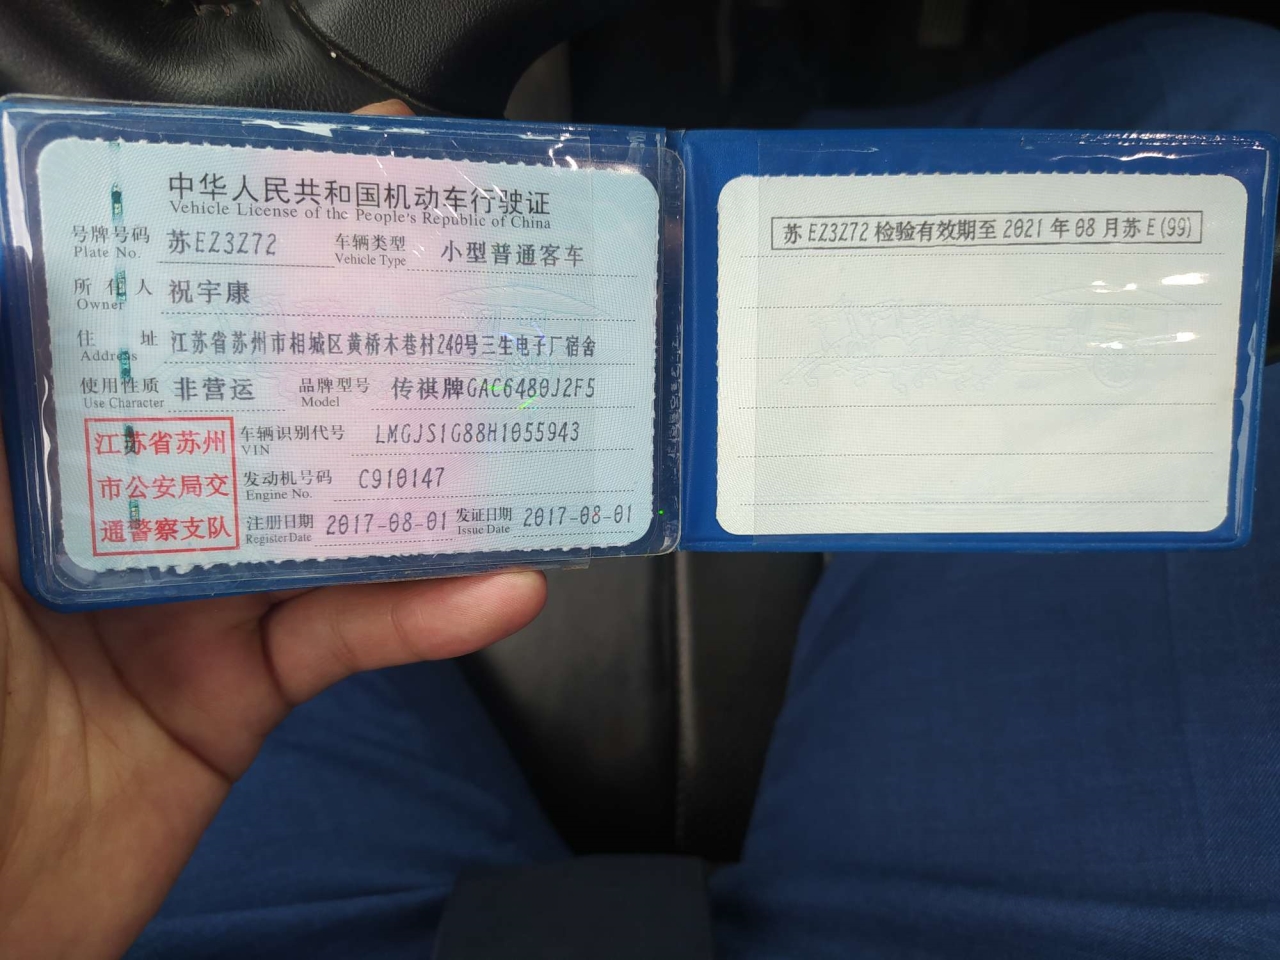 中华人民共和国机动车行驶证
Vehicle License of the People's Republic of China
号牌号码 苏EZ3Z72 车辆类型 小型普通客车
Plate No. Vehicle Type
所有人 祝宇康
Owner
住址 江苏省苏州市相城区黄桥木巷村240号三生电子厂宿舍
Address
使用性质 非营运 品牌型号 传祺牌GAC6480J2F5
Use Character Model
车辆识别代号 LMGJS1G88H1055943
VIN
发动机号码 C910147
Engine No.
注册日期 2017-08-01 发证日期 2017-08-01
Register Date Issue Date
江苏省苏州
市公安局交
通警察支队
苏EZ3Z72检验有效期至2021年08月苏E(99)